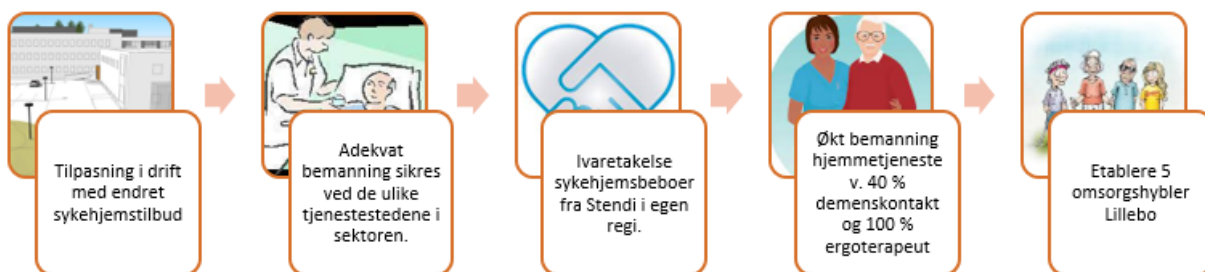 Tilpasning i drift
med endret
sykehjemstilbud
Adekvat
bemanning sikres
ved de ulike
tjenestestedene i
sektoren.
Ivaretakelse
sykehjemsbeboer
fra Stendi i egen
regi.
Økt bemanning
hjemmetjeneste
v. 40 %
demenskontakt
og 100 %
ergoterapeut
Etablere 5
omsorgshybler
Lillebo